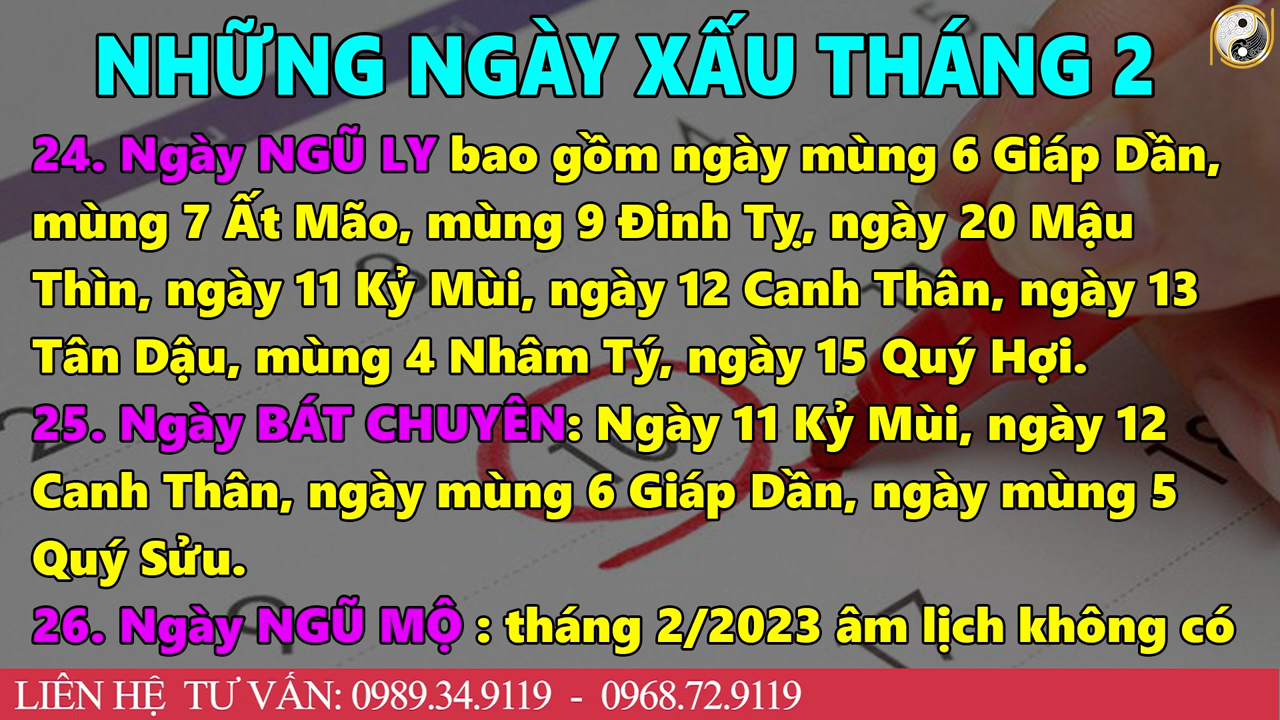 NHỮNG NGÀY XẤU THÁNG 2
24. Ngày NGŨ LY bao gồm ngày mùng 6 Giáp Dần,
mùng 7 Ất Mão, mùng 9 Đinh Tỵ, ngày 20 Mậu
Thìn, ngày 11 Kỷ Mùi, ngày 12 Canh Thân, ngày 13
Tân Dậu, mùng 4 Nhâm Tý, ngày 15 Quý Hợi.
25. Ngày BÁT CHUYÊN: Ngày 11 Kỷ Mùi, ngày 12
Canh Thân, ngày mùng 6 Giáp Dần, ngày mùng 5
Quý Sửu.
26. Ngày NGŨ MỘ : tháng 2/2023 âm lịch không có
LIÊN HỆ TƯ VẤN: 0989.34.9119 - 0968.72.9119